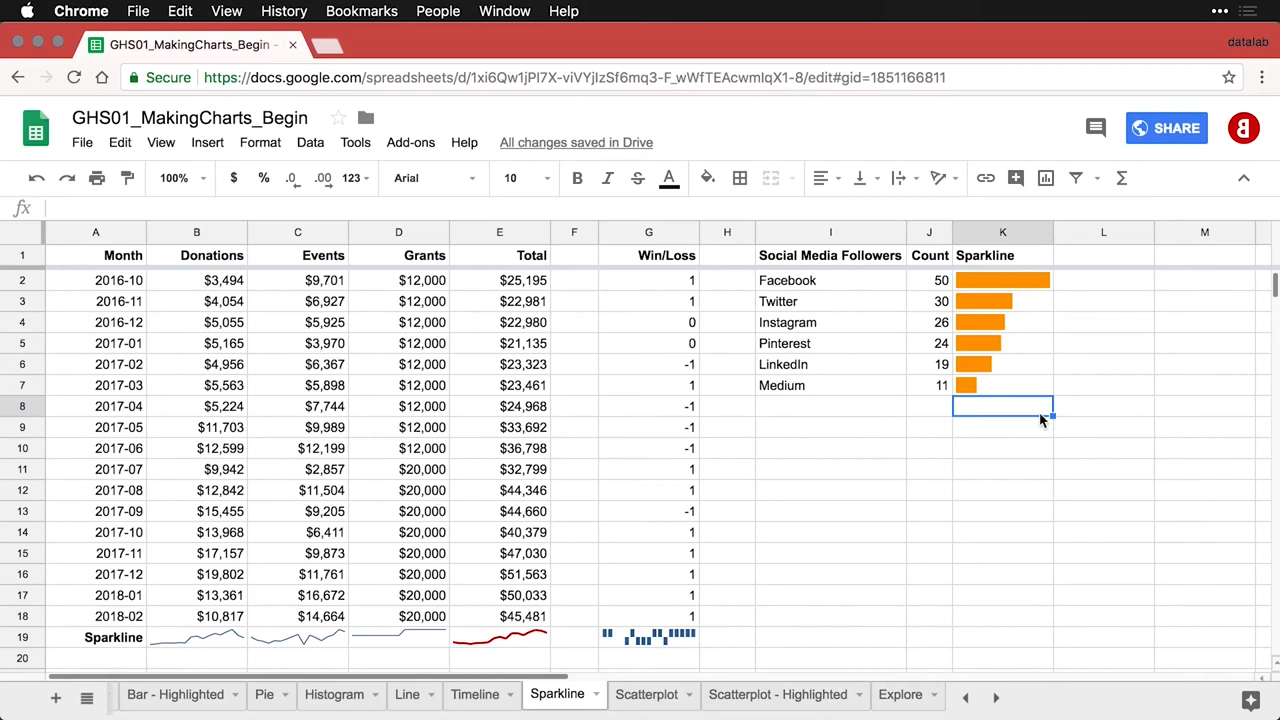 Chrome File Edit View History Bookmarks People Window Help
GHS01_MakingCharts_Begin - datalab
Secure https://docs.google.com/spreadsheets/d/1xi6Qw1jPl7X-viVYjIzSf6mq3-F_wWfTEAcwmlqX1-8/edit#gid=1851166811
GHS01_MakingCharts_Begin
File Edit View Insert Format Data Tools Add-ons Help All changes saved in Drive SHARE
100% $ % .0 .00 123 Arial 10 B I S A Σ
fx
A B C D E F G H I J K L M
1 Month Donations Events Grants Total Win/Loss Social Media Followers Count Sparkline
2 2016-10 $3,494 $9,701 $12,000 $25,195 1 Facebook 50
3 2016-11 $4,054 $6,927 $12,000 $22,981 1 Twitter 30
4 2016-12 $5,055 $5,925 $12,000 $22,980 0 Instagram 26
5 2017-01 $5,165 $3,970 $12,000 $21,135 0 Pinterest 24
6 2017-02 $4,956 $6,367 $12,000 $23,323 -1 LinkedIn 19
7 2017-03 $5,563 $5,898 $12,000 $23,461 1 Medium 11
8 2017-04 $5,224 $7,744 $12,000 $24,968 -1
9 2017-05 $11,703 $9,989 $12,000 $33,692 -1
10 2017-06 $12,599 $12,199 $12,000 $36,798 -1
11 2017-07 $9,942 $2,857 $20,000 $32,799 1
12 2017-08 $12,842 $11,504 $20,000 $44,346 1
13 2017-09 $15,455 $9,205 $20,000 $44,660 -1
14 2017-10 $13,968 $6,411 $20,000 $40,379 1
15 2017-11 $17,157 $9,873 $20,000 $47,030 1
16 2017-12 $19,802 $11,761 $20,000 $51,563 1
17 2018-01 $13,361 $16,672 $20,000 $50,033 1
18 2018-02 $10,817 $14,664 $20,000 $45,481 1
19 Sparkline
20
Bar - Highlighted Pie Histogram Line Timeline Sparkline Scatterplot Scatterplot - Highlighted Explore